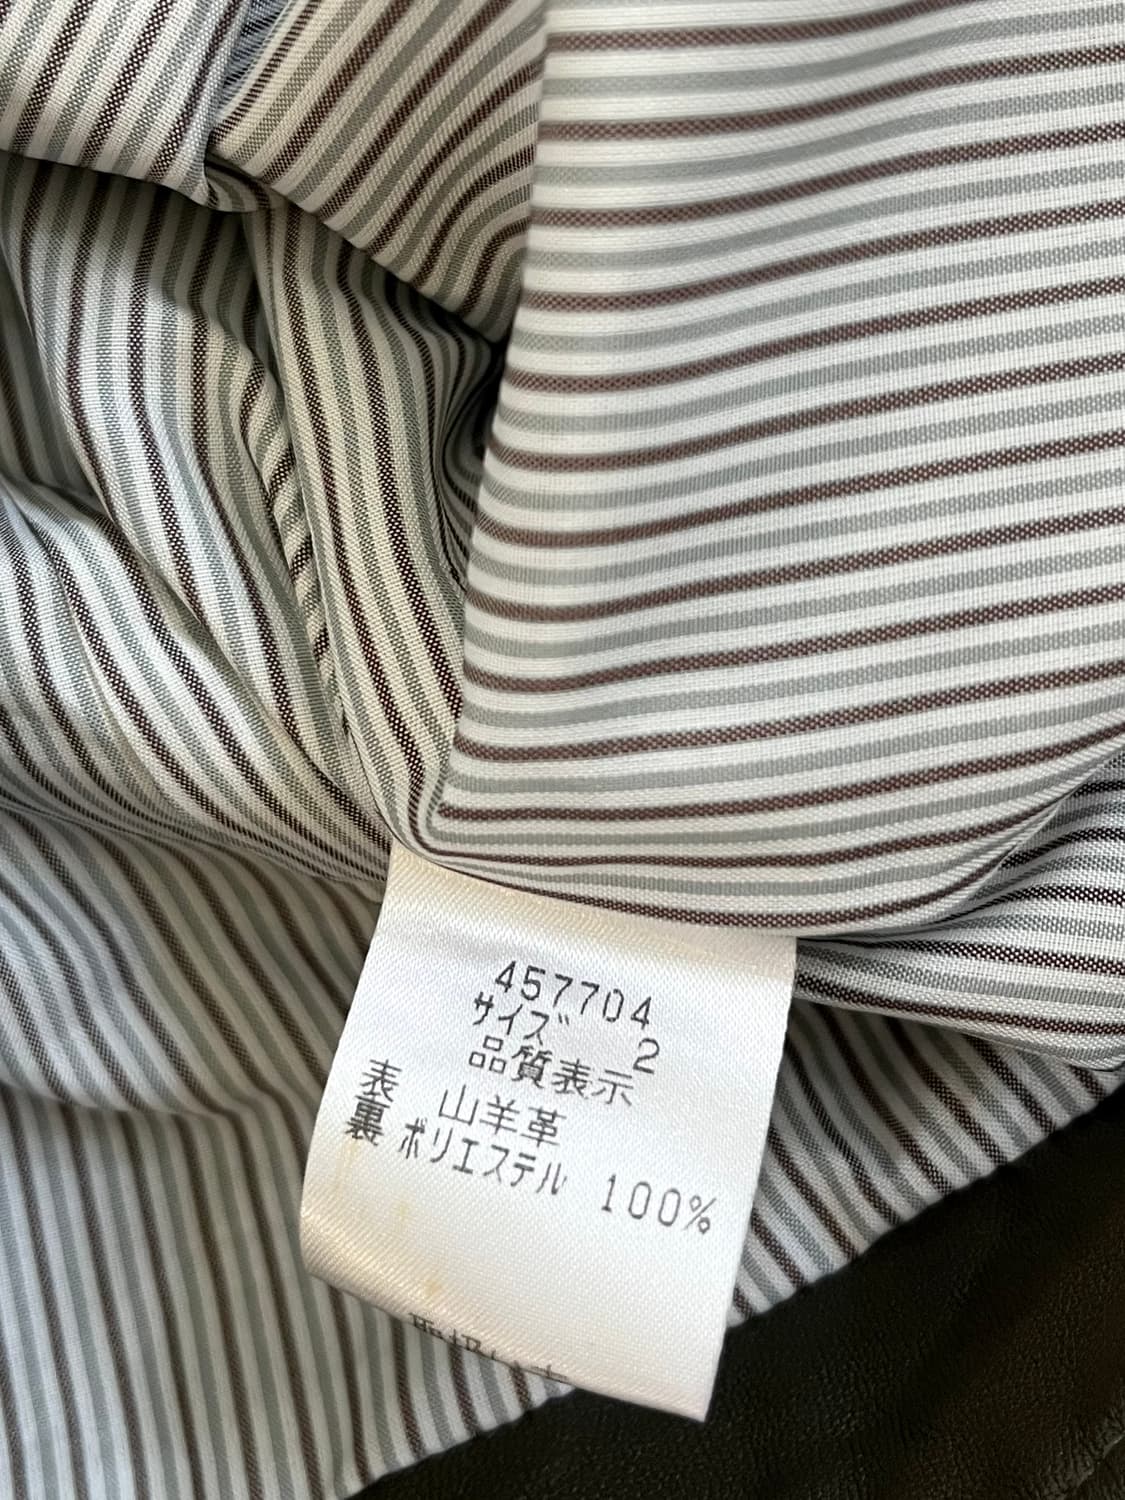 457704
サイズ 2
品質表示
表 山羊革
裏 ポリエステル 100%